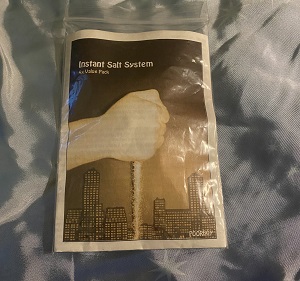 Instant Salt System
4x Value Pack